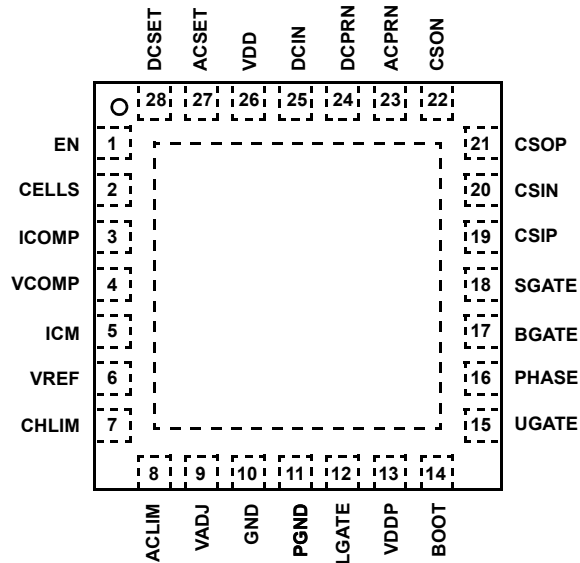 DCSET
ACSET
VDD
DCIN
DCPRN
ACPRN
CSON
28
27
26
25
24
23
22
EN 1
21 CSOP
CELLS 2
20 CSIN
ICOMP 3
19 CSIP
VCOMP 4
18 SGATE
ICM 5
17 BGATE
VREF 6
16 PHASE
CHLIM 7
15 UGATE
8
9
10
11
12
13
14
ACLIM
VADJ
GND
PGND
LGATE
VDDP
BOOT